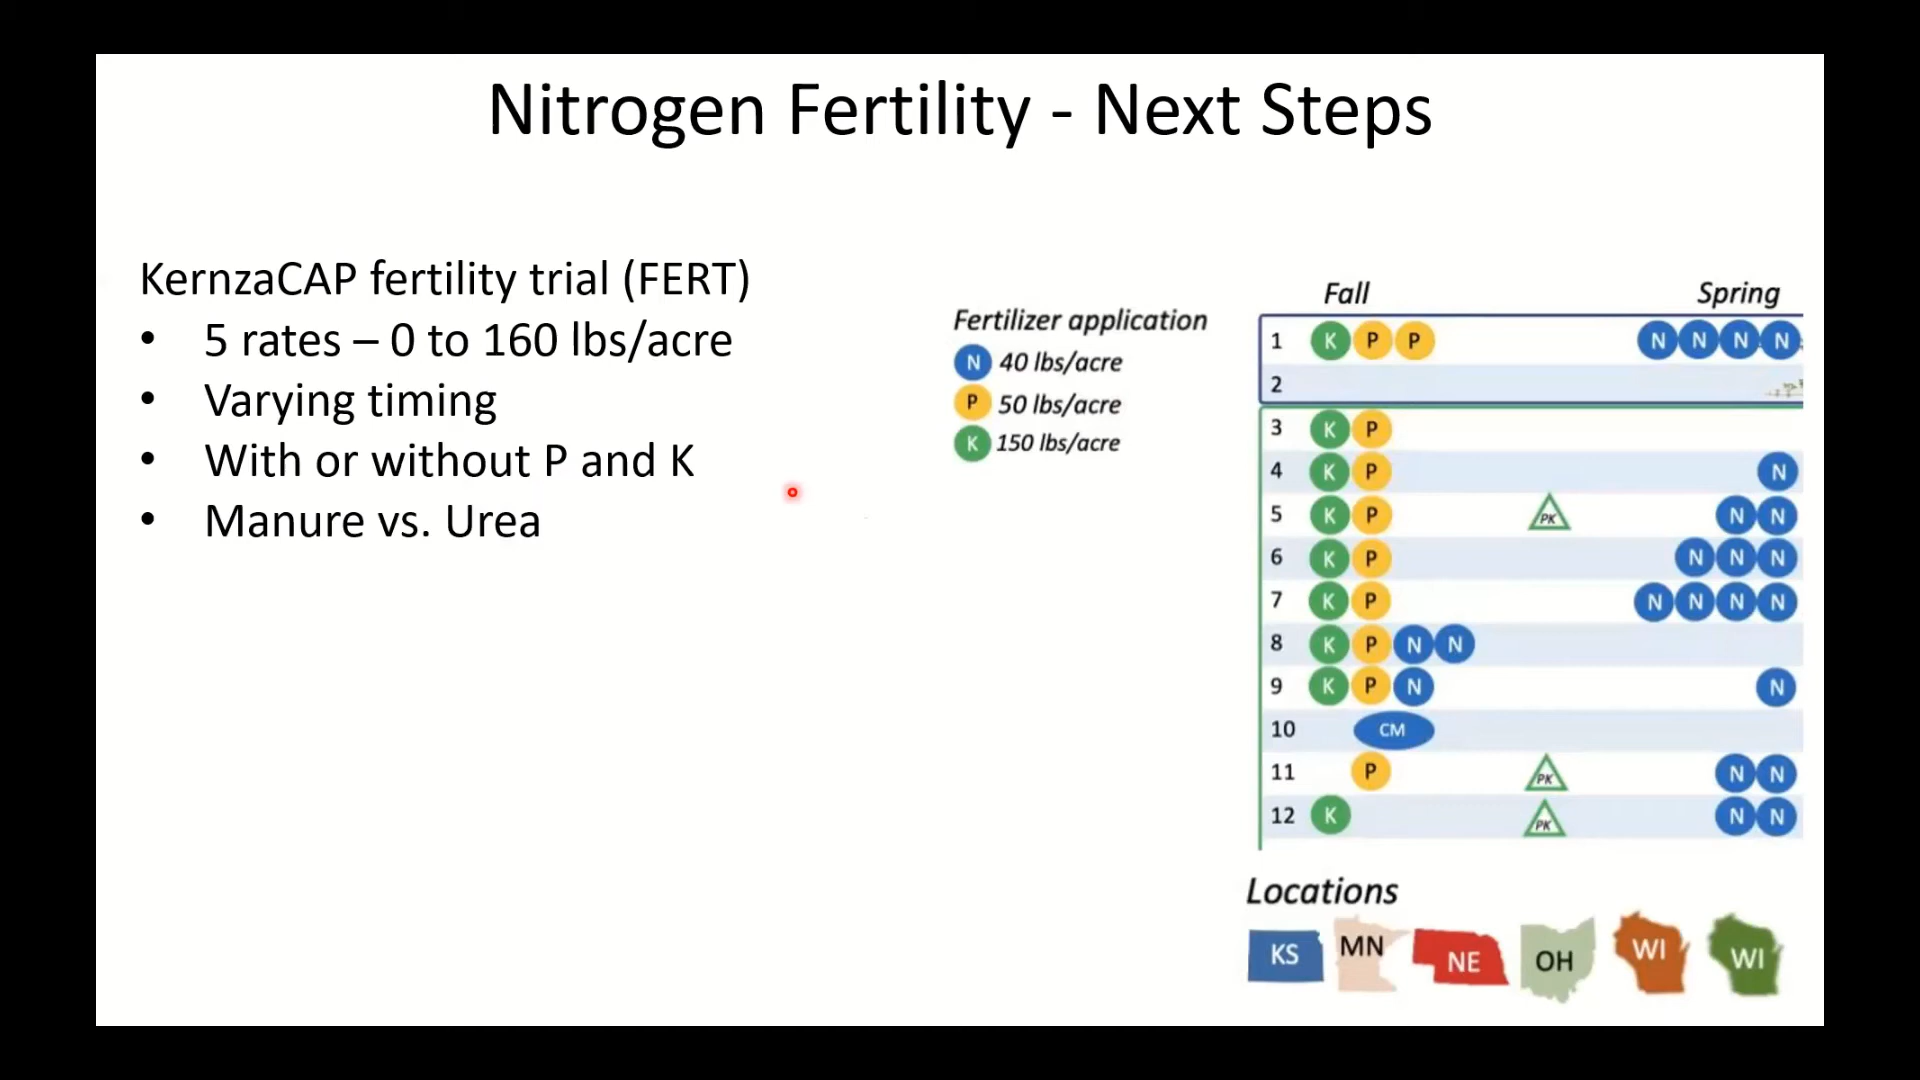 Nitrogen Fertility - Next Steps
KernzaCAP fertility trial (FERT)
• 5 rates – 0 to 160 lbs/acre
• Varying timing
• With or without P and K
• Manure vs. Urea
Fertilizer application
N 40 lbs/acre
P 50 lbs/acre
K 150 lbs/acre
Fall Spring
1 K P P N N N N
2
3 K P
4 K P N
5 K P PK N N
6 K P N N N
7 K P N N N N
8 K P N N
9 K P N N
10 CM
11 P PK N N
12 K PK N N
Locations
KS MN NE OH WI WI